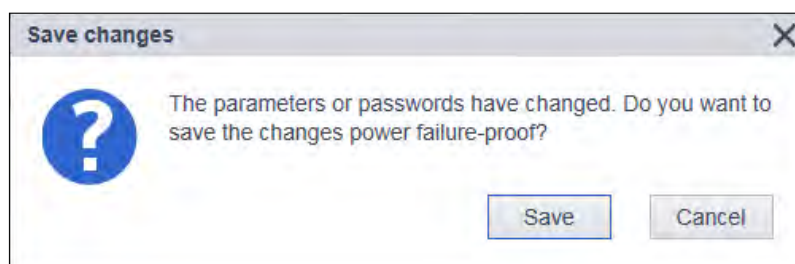 Save changes
The parameters or passwords have changed. Do you want to
save the changes power failure-proof?
Save
Cancel